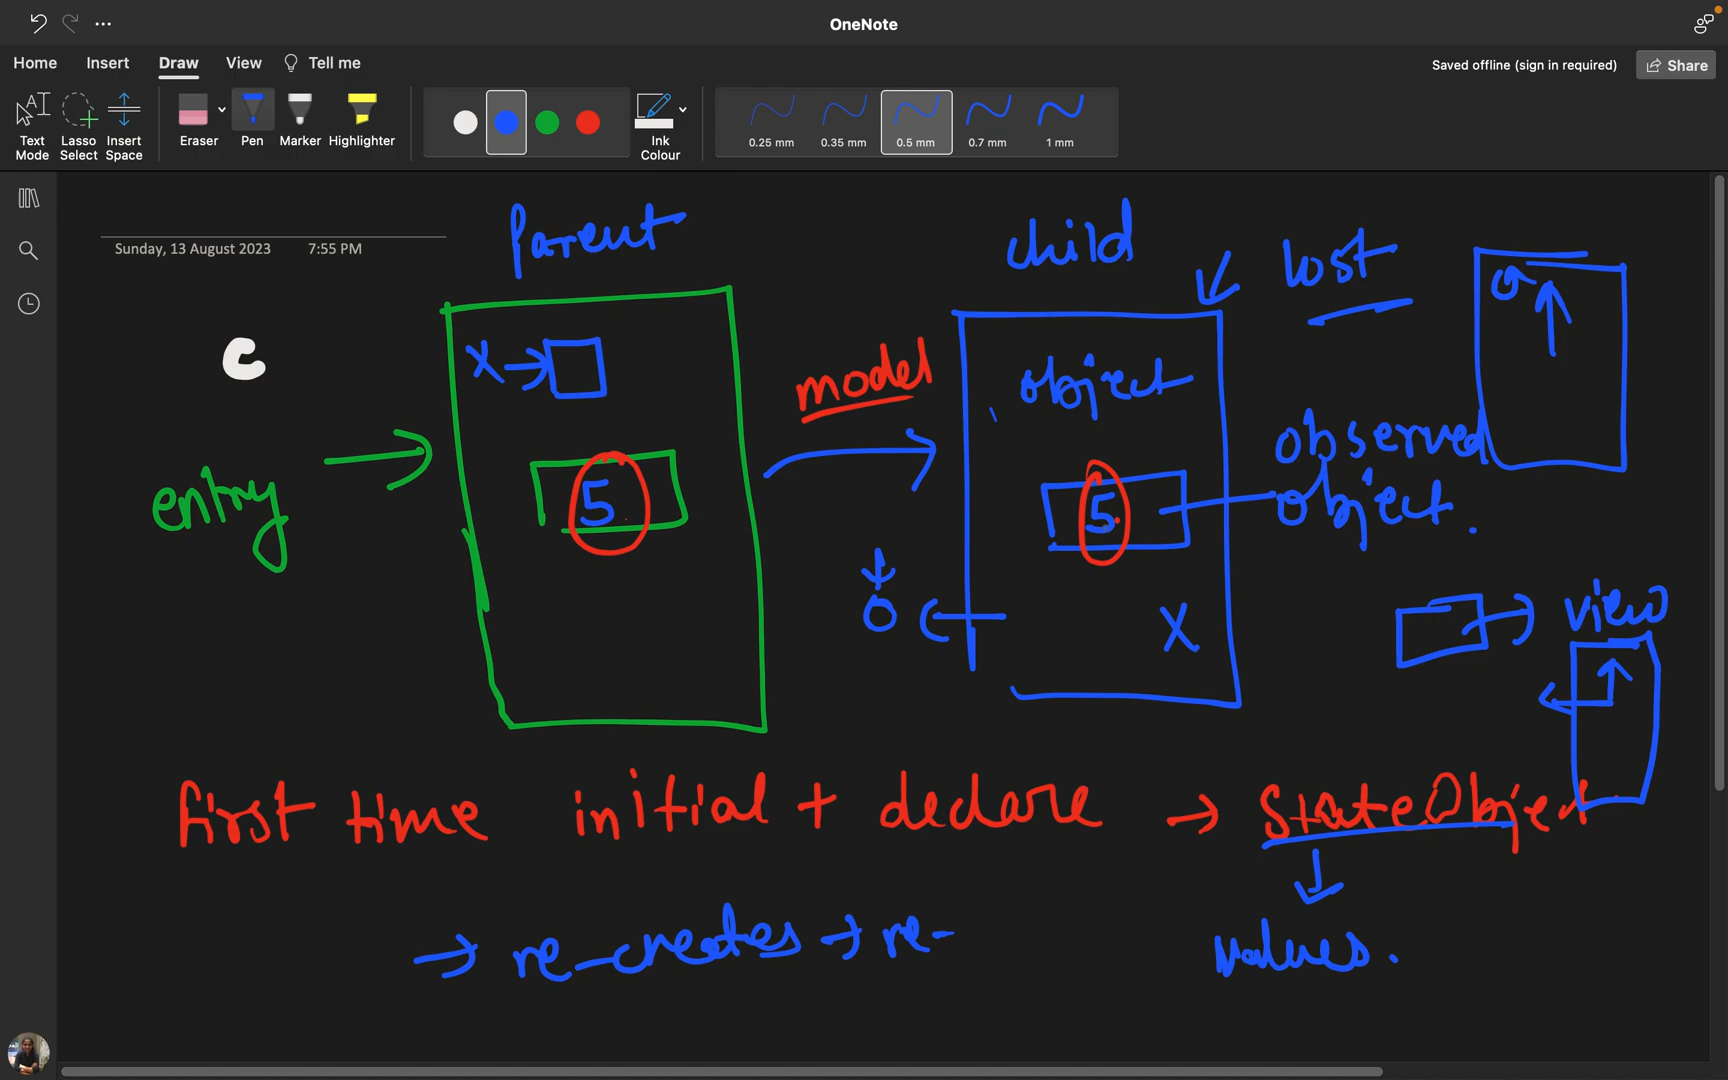 OneNote
Home Insert Draw View Tell me
Saved offline (sign in required) Share
Text Mode
Lasso Select
Insert Space
Eraser
Pen
Marker
Highlighter
Ink Colour
0.25 mm 0.35 mm 0.5 mm 0.7 mm 1 mm
Sunday, 13 August 2023 7:55 PM
Parent
child
lost
C
X
model
object
observed object.
entry
5
5
X
view
first time initial + declare → StateObject
→ re-creates → re-
values.